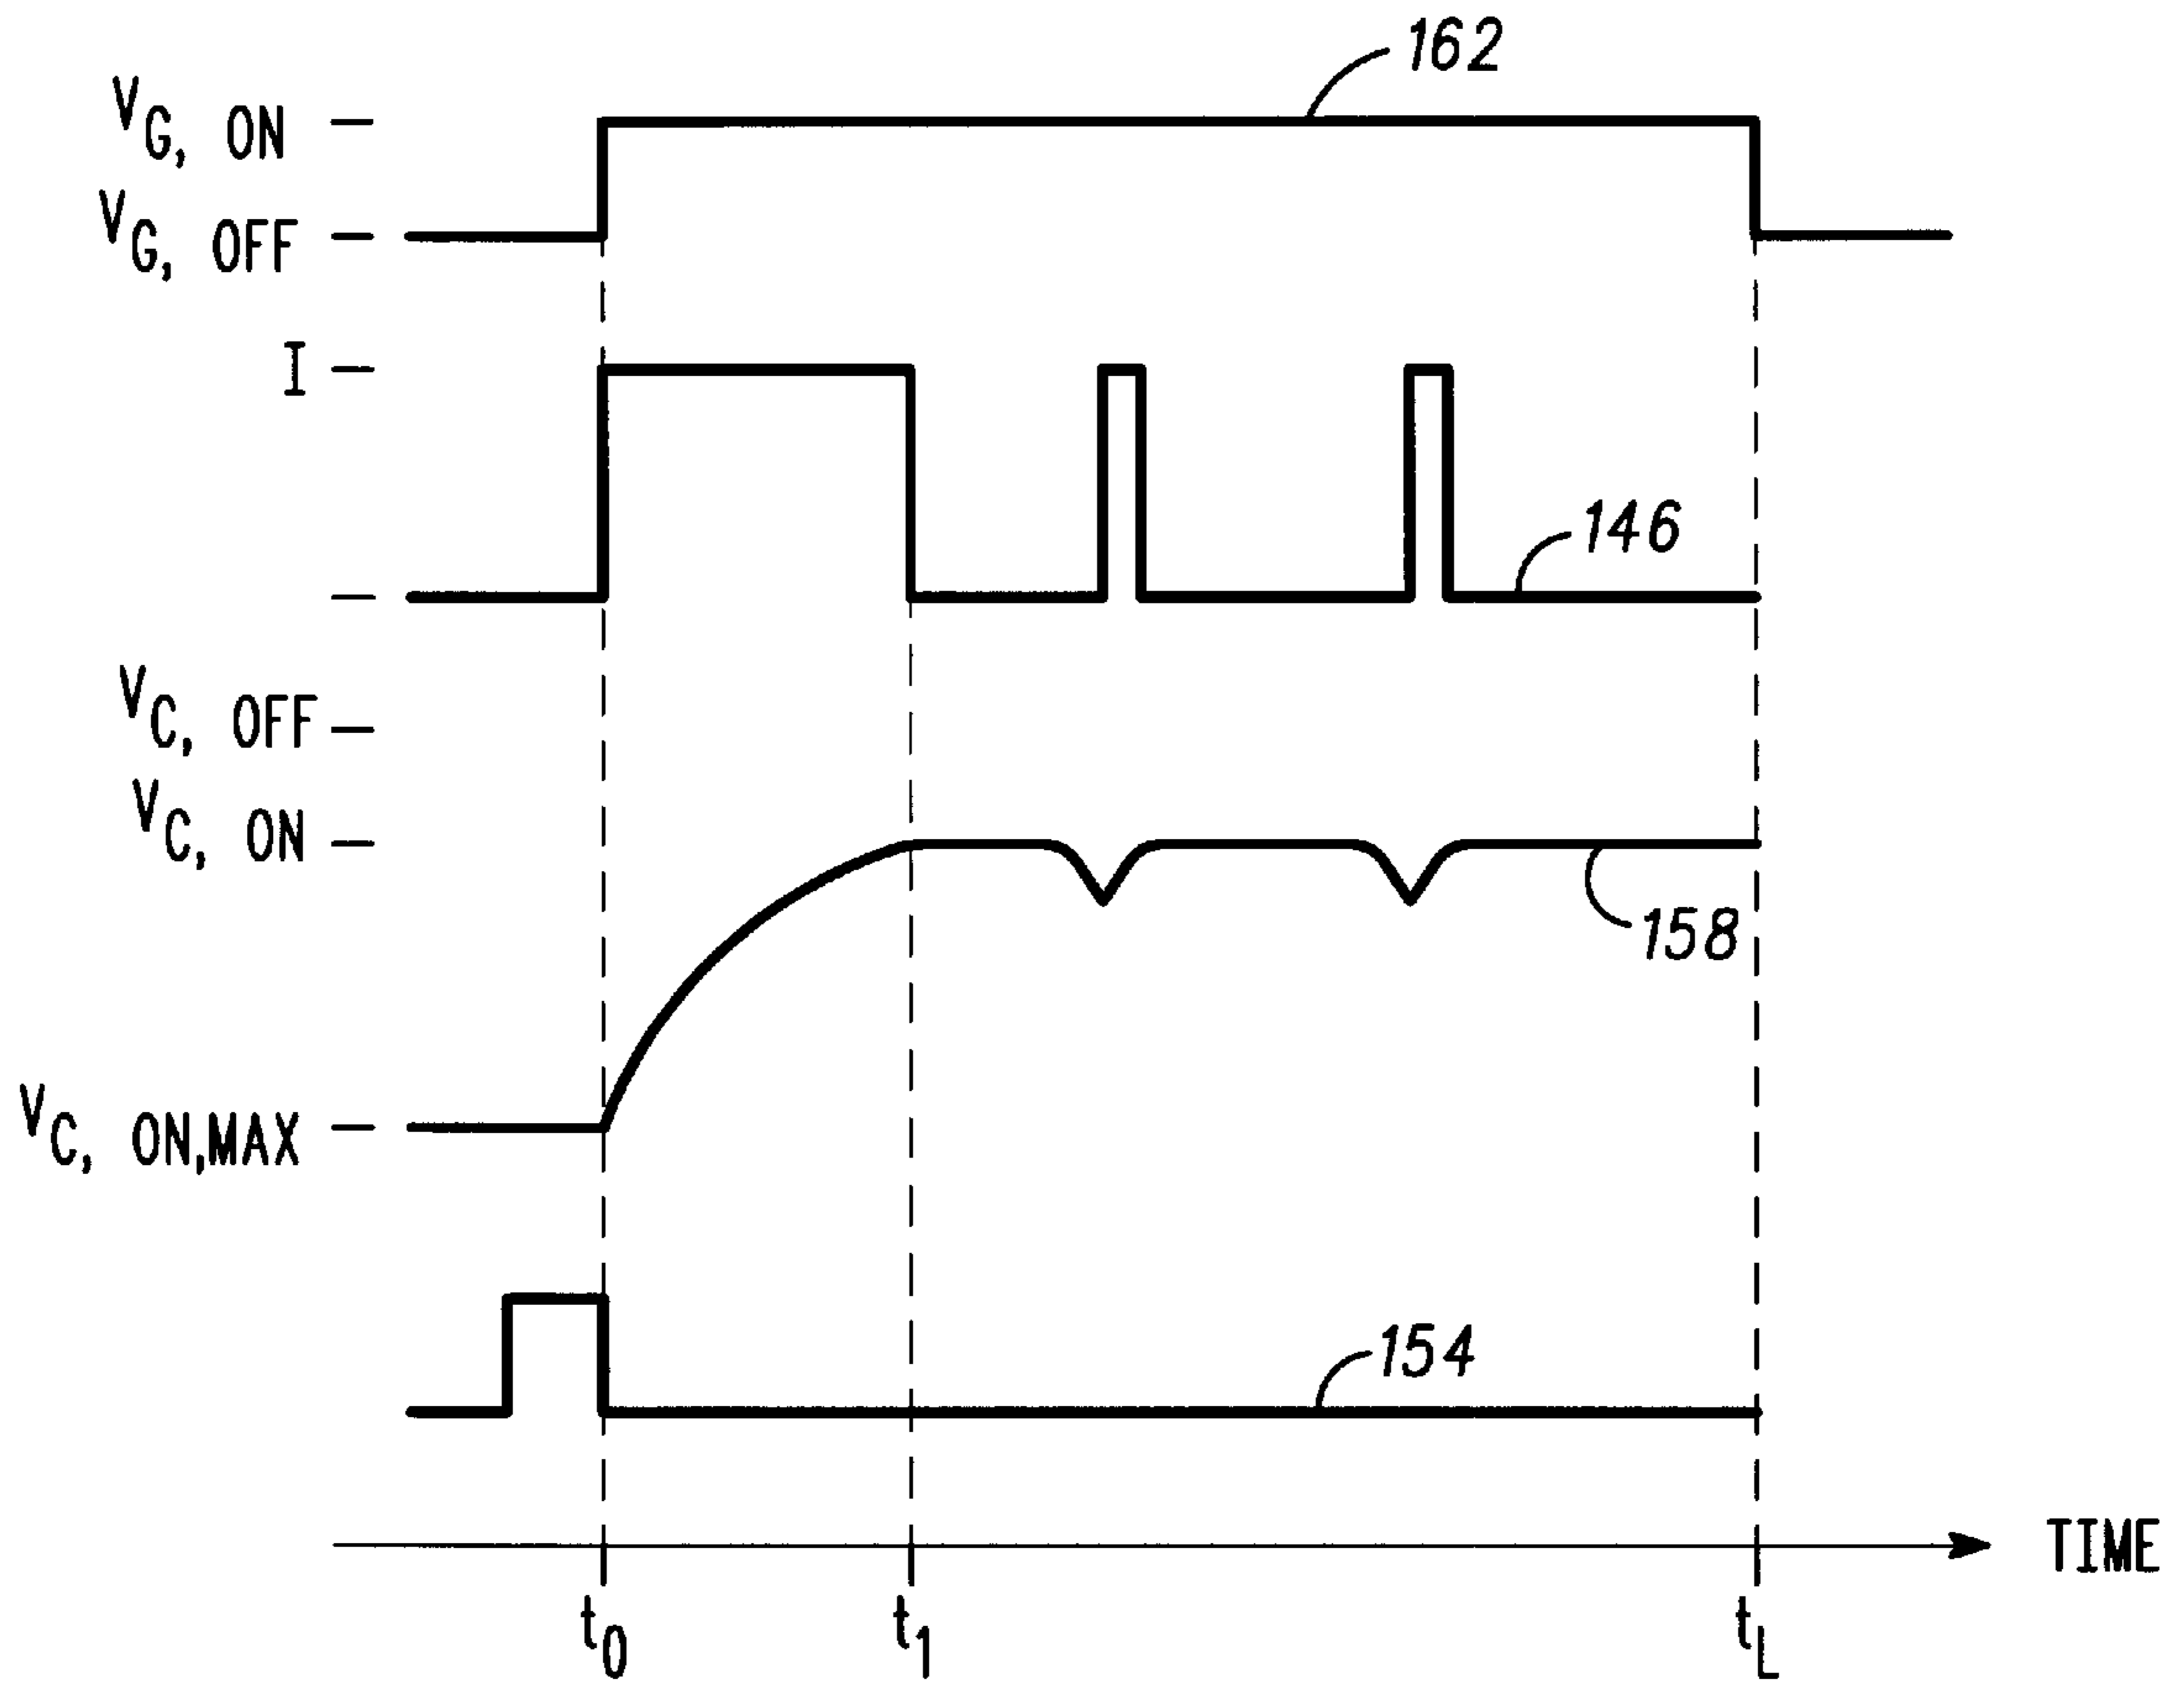 162
V_G, ON
V_G, OFF
I
146
V_C, OFF
V_C, ON
158
V_C, ON,MAX
154
TIME
t_0
t_1
t_L